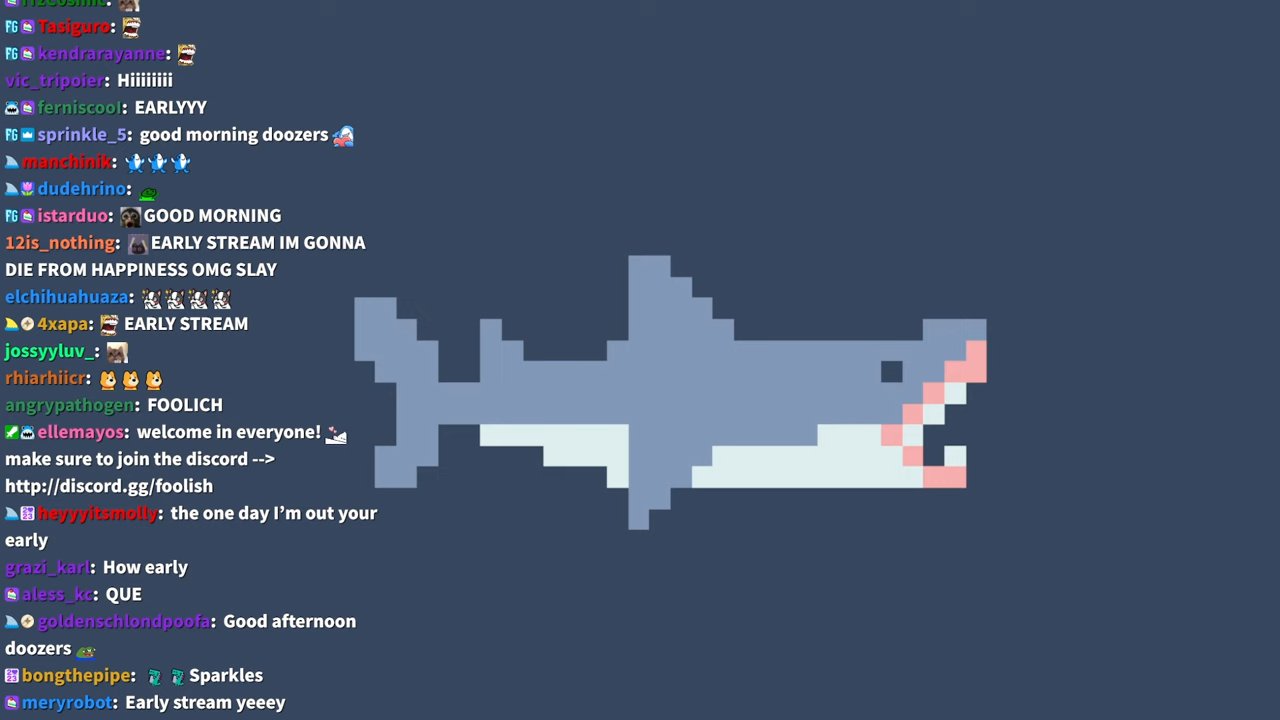 Tasiguro:
kendrarayanne:
vic_tripoier: Hiiiiiiii
ferniscool: EARLYYY
sprinkle_5: good morning doozers
manchinik:
dudehrino:
istarduo: GOOD MORNING
12is_nothing: EARLY STREAM IM GONNA
DIE FROM HAPPINESS OMG SLAY
elchihuahuaza:
4xapa: EARLY STREAM
jossyyluv_:
rhiarhiicr:
angrypathogen: FOOLICH
ellemayos: welcome in everyone!
make sure to join the discord -->
http://discord.gg/foolish
heyyyitsmolly: the one day I’m out your
early
grazi_karl: How early
aless_kc: QUE
goldenschlondpoofa: Good afternoon
doozers
bongthepipe: Sparkles
meryrobot: Early stream yeeey